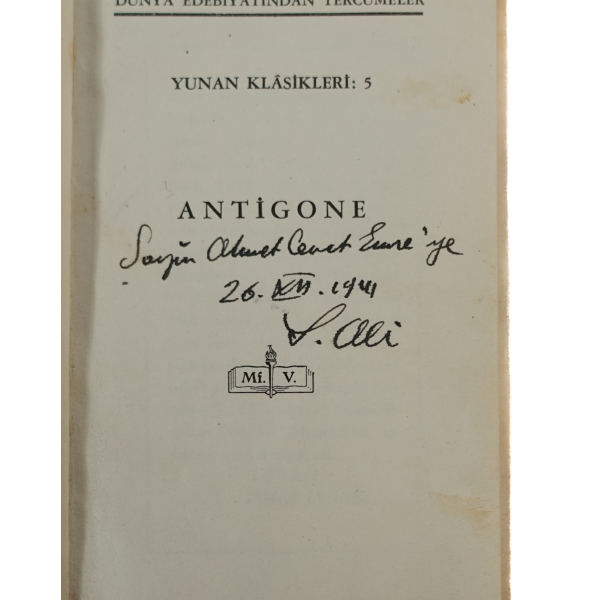 DÜNYA EDEBİYATINDAN TERCÜMELER
YUNAN KLÂSİKLERİ: 5
ANTİGONE
Sayın Ahmet Cevat Emre'ye
26.XII.1941
S. Ali
Mf. V.